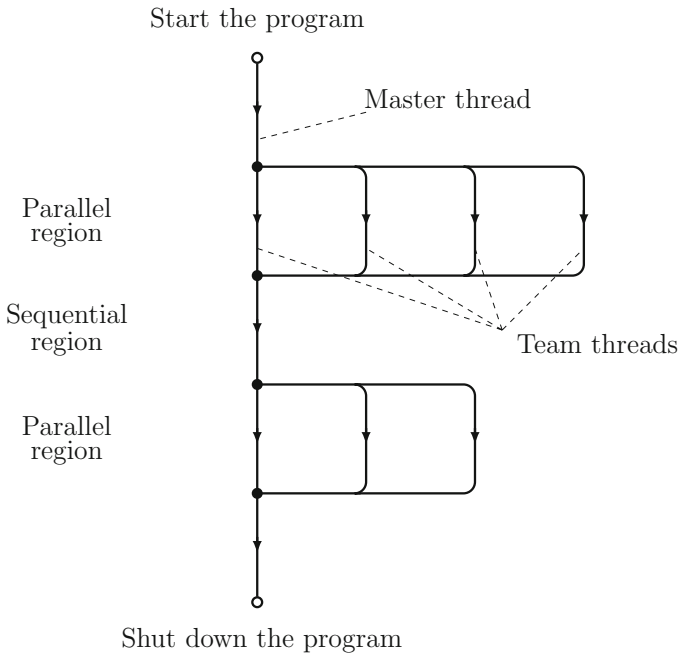 Start the program
Master thread
Parallel
region
Sequential
region
Team threads
Parallel
region
Shut down the program